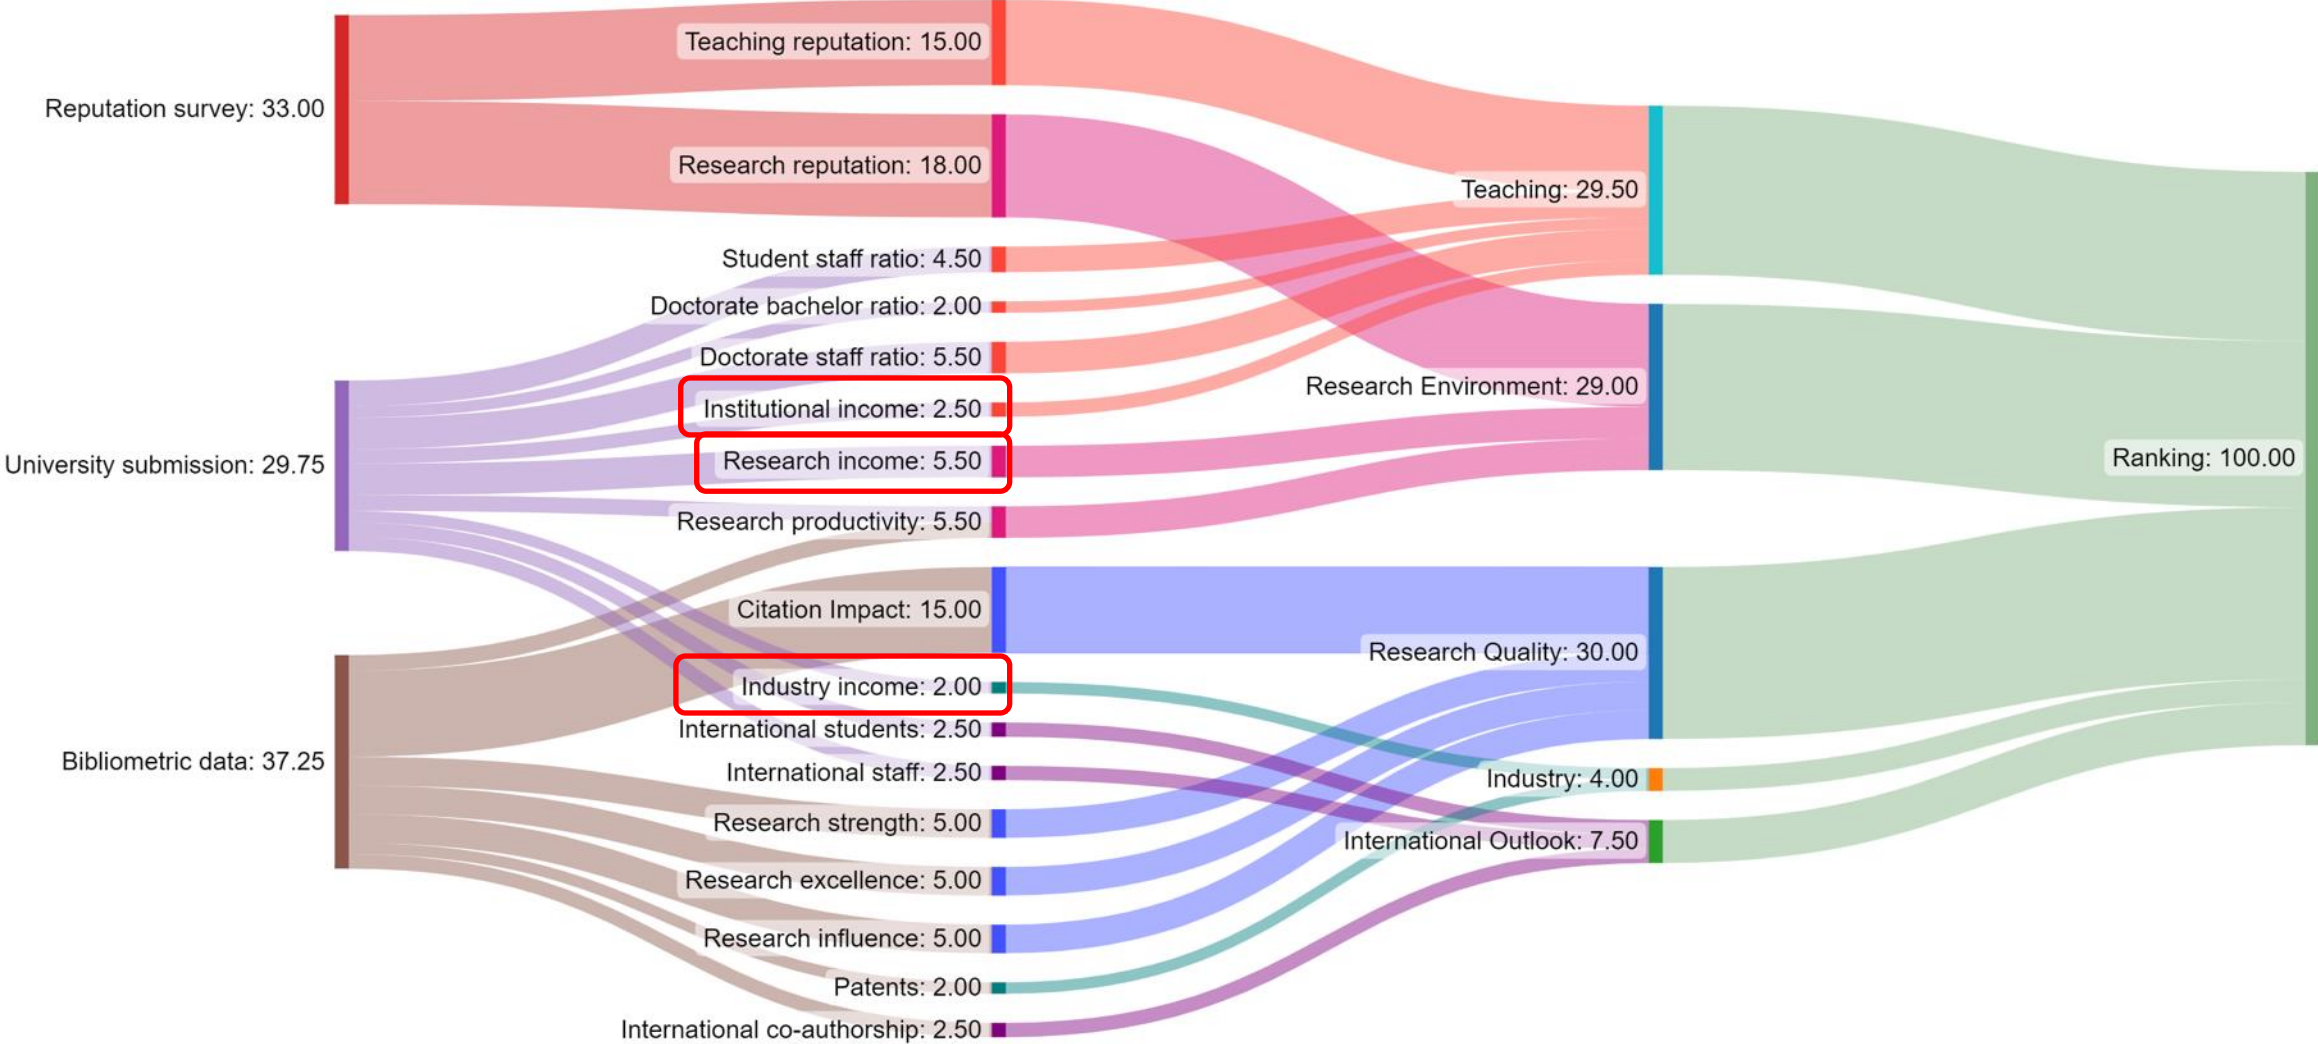 Reputation survey: 33.00
University submission: 29.75
Bibliometric data: 37.25
Teaching reputation: 15.00
Research reputation: 18.00
Student staff ratio: 4.50
Doctorate bachelor ratio: 2.00
Doctorate staff ratio: 5.50
Institutional income: 2.50
Research income: 5.50
Research productivity: 5.50
Citation Impact: 15.00
Industry income: 2.00
International students: 2.50
International staff: 2.50
Research strength: 5.00
Research excellence: 5.00
Research influence: 5.00
Patents: 2.00
International co-authorship: 2.50
Teaching: 29.50
Research Environment: 29.00
Research Quality: 30.00
Industry: 4.00
International Outlook: 7.50
Ranking: 100.00